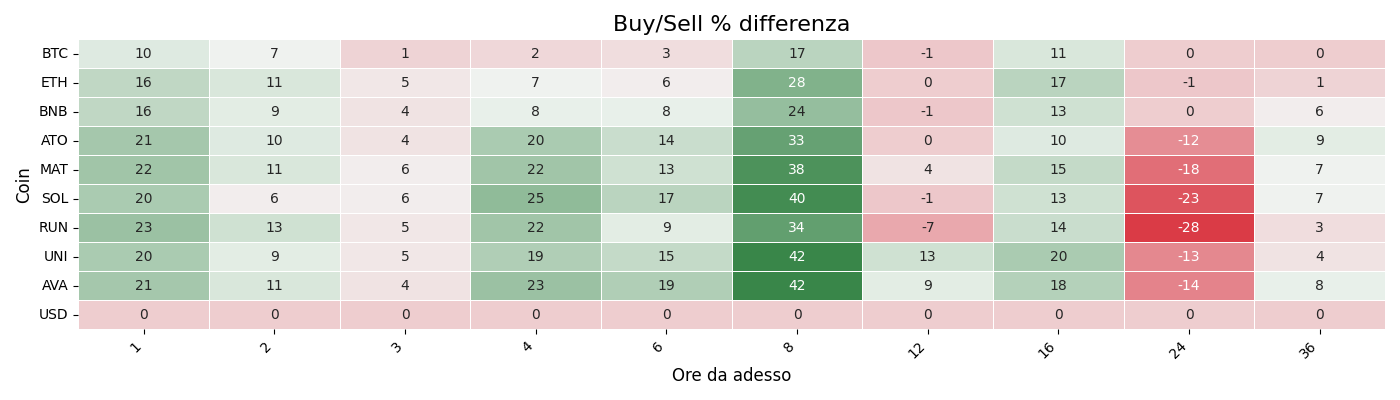 Buy/Sell % differenza
Coin
BTC 10 7 1 2 3 17 -1 11 0 0
ETH 16 11 5 7 6 28 0 17 -1 1
BNB 16 9 4 8 8 24 -1 13 0 6
ATO 21 10 4 20 14 33 0 10 -12 9
MAT 22 11 6 22 13 38 4 15 -18 7
SOL 20 6 6 25 17 40 -1 13 -23 7
RUN 23 13 5 22 9 34 -7 14 -28 3
UNI 20 9 5 19 15 42 13 20 -13 4
AVA 21 11 4 23 19 42 9 18 -14 8
USD 0 0 0 0 0 0 0 0 0 0
1 2 3 4 6 8 12 16 24 36
Ore da adesso